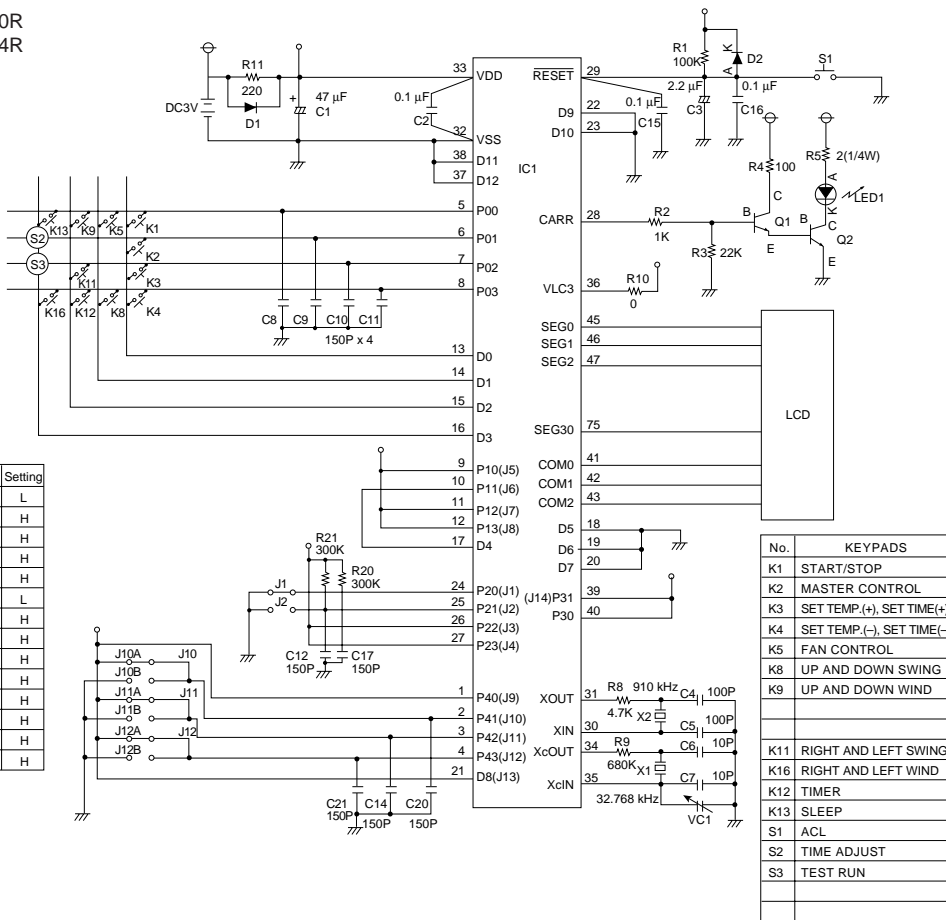 0R
4R
DC3V
R11
220
D1
+
47 µF
C1
0.1 µF
C2
33
VDD
32
VSS
38
D11
37
D12
5
P00
6
P01
7
P02
8
P03
IC1
RESET
29
22
D9
D10
23
CARR
28
VLC3
36
R1
100K
K
A
D2
S1
2.2 µF
C3
0.1 µF
C16
0.1 µF
C15
R4
100
R5
2(1/4W)
A
K
LED1
C
B
Q1
E
B
C
Q2
E
R2
1K
R3
22K
R10
0
K13
K9
K5
K1
S2
K2
S3
K11
K3
K16
K12
K8
K4
C8
C9
C10
C11
150P x 4
13
D0
14
D1
15
D2
16
D3
SEG0
45
SEG1
46
SEG2
47
SEG30
75
COM0
41
COM1
42
COM2
43
LCD
9
P10(J5)
10
P11(J6)
11
P12(J7)
12
P13(J8)
17
D4
D5
18
D6
19
D7
20
(J14)P31
39
P30
40
R21
300K
R20
300K
J1
J2
24
P20(J1)
25
P21(J2)
26
P22(J3)
27
P23(J4)
C12
150P
C17
150P
J10A
J10
J10B
J11A
J11
J11B
J12A
J12
J12B
1
P40(J9)
2
P41(J10)
3
P42(J11)
4
P43(J12)
21
D8(J13)
C21
150P
C14
150P
C20
150P
XOUT
31
XIN
30
XcOUT
34
XcIN
35
R8
4.7K
910 kHz
X2
C4
100P
C5
100P
R9
680K
X1
C6
10P
C7
10P
32.768 kHz
VC1
Setting
L
H
H
H
H
L
H
H
H
H
H
H
H
No. KEYPADS
K1 START/STOP
K2 MASTER CONTROL
K3 SET TEMP.(+), SET TIME(+)
K4 SET TEMP.(–), SET TIME(–
K5 FAN CONTROL
K8 UP AND DOWN SWING
K9 UP AND DOWN WIND
K11 RIGHT AND LEFT SWING
K16 RIGHT AND LEFT WIND
K12 TIMER
K13 SLEEP
S1 ACL
S2 TIME ADJUST
S3 TEST RUN